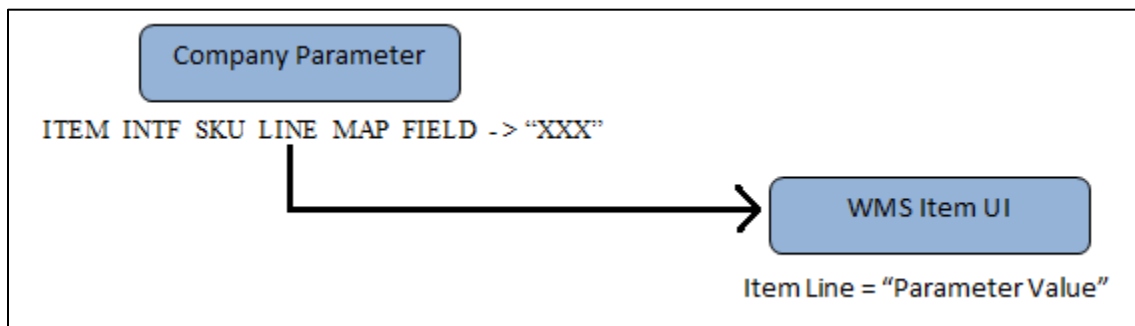 Company Parameter
ITEM INTF SKU LINE MAP FIELD -> “XXX”
WMS Item UI
Item Line = “Parameter Value”